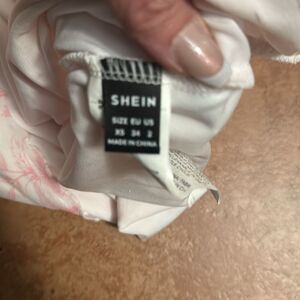 SHEIN
SIZE EU US
XS 34 2
MADE IN CHINA